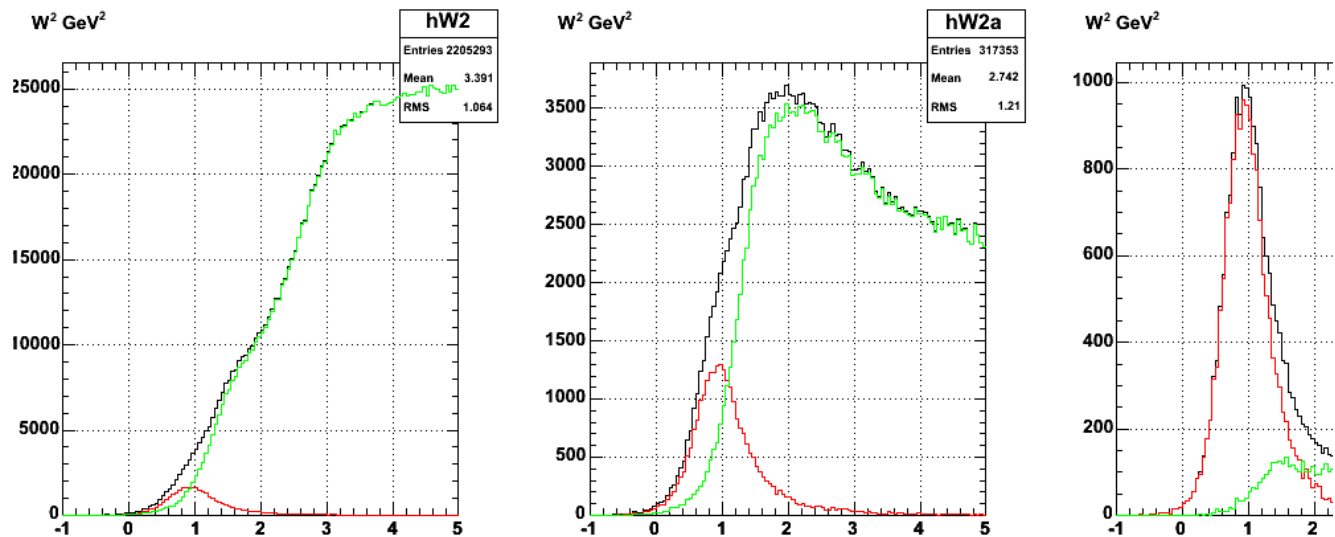 W² GeV²
hW2
Entries 2205293
Mean 3.391
RMS 1.064
25000
20000
15000
10000
5000
0
-1 0 1 2 3 4 5
W² GeV²
hW2a
Entries 317353
Mean 2.742
RMS 1.21
3500
3000
2500
2000
1500
1000
500
0
-1 0 1 2 3 4 5
W² GeV²
1000
800
600
400
200
0
-1 0 1 2